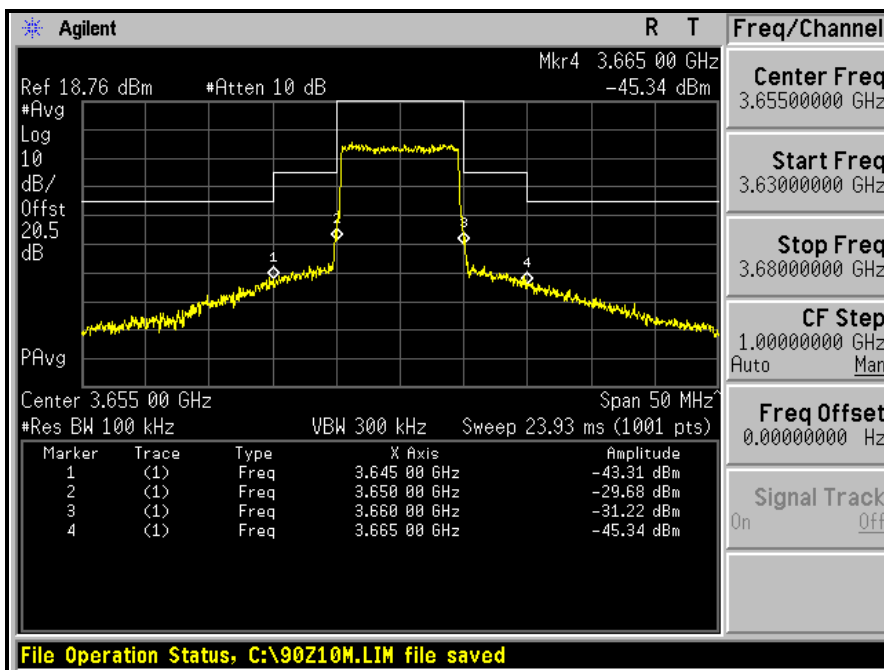 Agilent R T
Mkr4 3.665 00 GHz
Ref 18.76 dBm #Atten 10 dB -45.34 dBm
#Avg
Log
10
dB/
Offst
20.5
dB
1
2
3
4
PAvg
Center 3.655 00 GHz Span 50 MHz^
#Res BW 100 kHz VBW 300 kHz Sweep 23.93 ms (1001 pts)
Marker Trace Type X Axis Amplitude
1 (1) Freq 3.645 00 GHz -43.31 dBm
2 (1) Freq 3.650 00 GHz -29.68 dBm
3 (1) Freq 3.660 00 GHz -31.22 dBm
4 (1) Freq 3.665 00 GHz -45.34 dBm
File Operation Status, C:\90Z10M.LIM file saved
Freq/Channel
Center Freq
3.65500000 GHz
Start Freq
3.63000000 GHz
Stop Freq
3.68000000 GHz
CF Step
1.00000000 GHz
Auto Man
Freq Offset
0.00000000 Hz
Signal Track
On Off